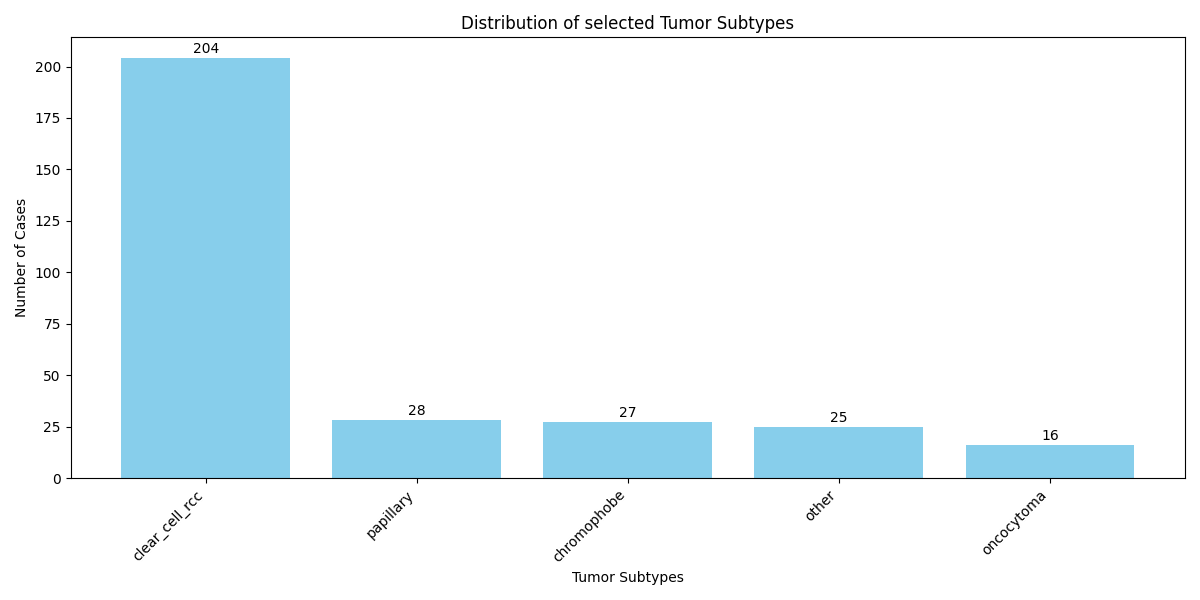 Distribution of selected Tumor Subtypes
Number of Cases
200
175
150
125
100
75
50
25
0
204
28
27
25
16
clear_cell_rcc
papillary
chromophobe
other
oncocytoma
Tumor Subtypes